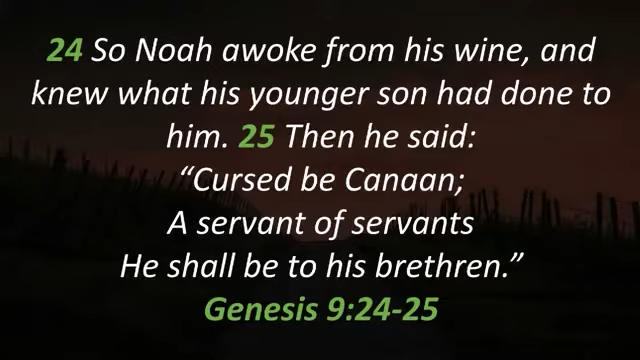 24 So Noah awoke from his wine, and
knew what his younger son had done to
him. 25 Then he said:
“Cursed be Canaan;
A servant of servants
He shall be to his brethren.”
Genesis 9:24-25